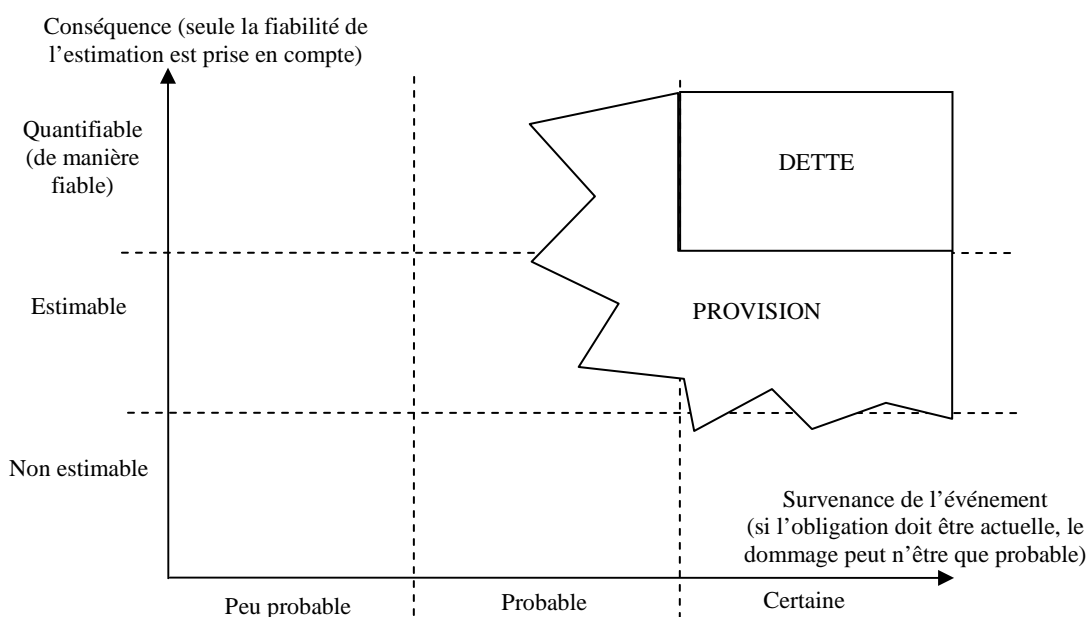 Conséquence (seule la fiabilité de
l’estimation est prise en compte)
Quantifiable
(de manière
fiable)
DETTE
Estimable
PROVISION
Non estimable
Survenance de l’événement
(si l’obligation doit être actuelle, le
dommage peut n’être que probable)
Peu probable
Probable
Certaine